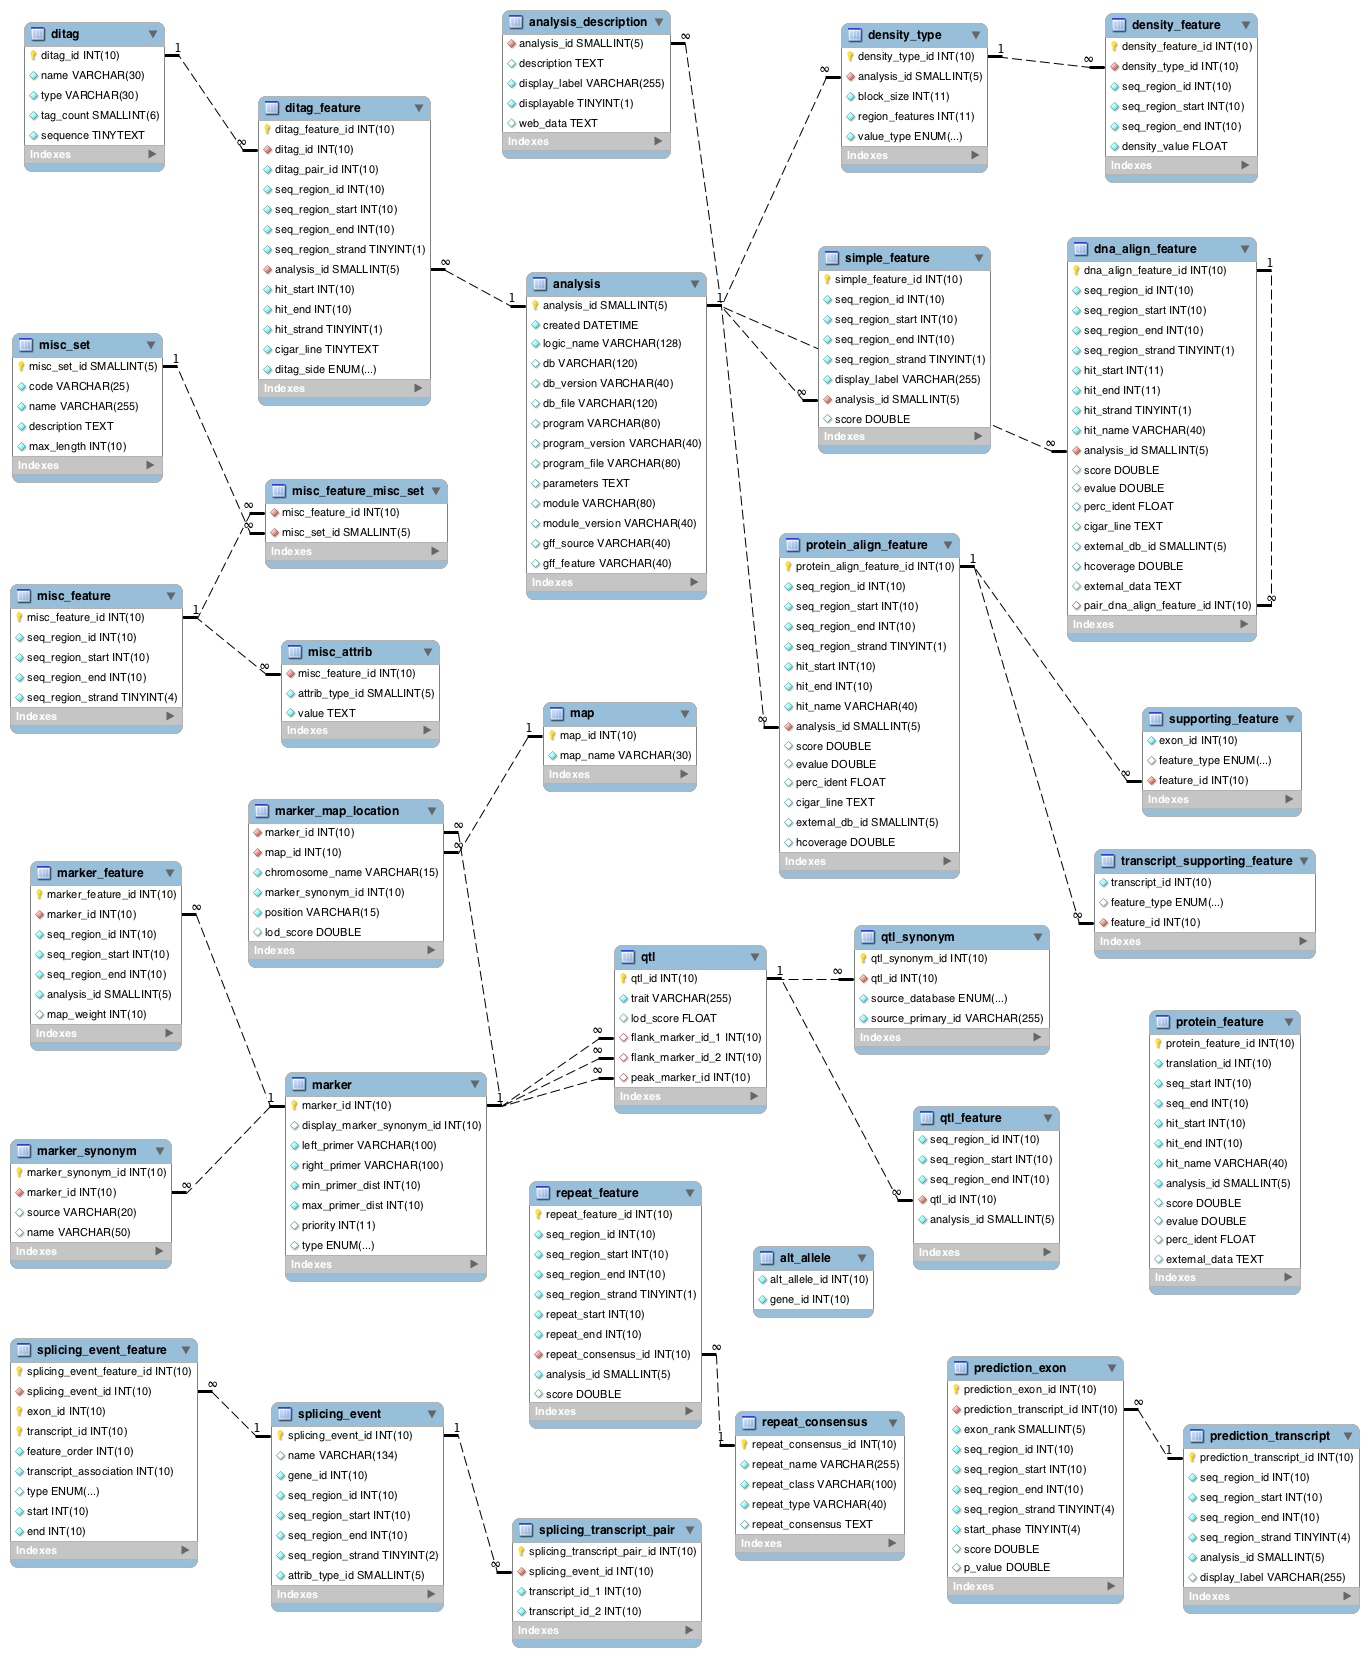 ditag
ditag_id INT(10)
name VARCHAR(30)
type VARCHAR(30)
tag_count SMALLINT(6)
sequence TINYTEXT
Indexes
1
∞
ditag_feature
ditag_feature_id INT(10)
ditag_id INT(10)
ditag_pair_id INT(10)
seq_region_id INT(10)
seq_region_start INT(10)
seq_region_end INT(10)
seq_region_strand TINYINT(1)
analysis_id SMALLINT(5)
hit_start INT(10)
hit_end INT(10)
hit_strand TINYINT(1)
cigar_line TINYTEXT
ditag_side ENUM(...)
Indexes
∞
1
analysis_description
analysis_id SMALLINT(5)
description TEXT
display_label VARCHAR(255)
displayable TINYINT(1)
web_data TEXT
Indexes
∞
analysis
analysis_id SMALLINT(5)
created DATETIME
logic_name VARCHAR(128)
db VARCHAR(120)
db_version VARCHAR(40)
db_file VARCHAR(120)
program VARCHAR(80)
program_version VARCHAR(40)
program_file VARCHAR(80)
parameters TEXT
module VARCHAR(80)
module_version VARCHAR(40)
gff_source VARCHAR(40)
gff_feature VARCHAR(40)
Indexes
1
density_type
density_type_id INT(10)
analysis_id SMALLINT(5)
block_size INT(11)
region_features INT(11)
value_type ENUM(...)
Indexes
∞
1
∞
density_feature
density_feature_id INT(10)
density_type_id INT(10)
seq_region_id INT(10)
seq_region_start INT(10)
seq_region_end INT(10)
density_value FLOAT
Indexes
simple_feature
simple_feature_id INT(10)
seq_region_id INT(10)
seq_region_start INT(10)
seq_region_end INT(10)
seq_region_strand TINYINT(1)
display_label VARCHAR(255)
analysis_id SMALLINT(5)
score DOUBLE
Indexes
∞
∞
dna_align_feature
dna_align_feature_id INT(10)
seq_region_id INT(10)
seq_region_start INT(10)
seq_region_end INT(10)
seq_region_strand TINYINT(1)
hit_start INT(11)
hit_end INT(11)
hit_strand TINYINT(1)
hit_name VARCHAR(40)
analysis_id SMALLINT(5)
score DOUBLE
evalue DOUBLE
perc_ident FLOAT
cigar_line TEXT
external_db_id SMALLINT(5)
hcoverage DOUBLE
external_data TEXT
pair_dna_align_feature_id INT(10)
Indexes
1
∞
misc_set
misc_set_id SMALLINT(5)
code VARCHAR(25)
name VARCHAR(255)
description TEXT
max_length INT(10)
Indexes
1
misc_feature_misc_set
misc_feature_id INT(10)
misc_set_id SMALLINT(5)
Indexes
∞
∞
misc_feature
misc_feature_id INT(10)
seq_region_id INT(10)
seq_region_start INT(10)
seq_region_end INT(10)
seq_region_strand TINYINT(4)
Indexes
1
∞
misc_attrib
misc_feature_id INT(10)
attrib_type_id SMALLINT(5)
value TEXT
Indexes
protein_align_feature
protein_align_feature_id INT(10)
seq_region_id INT(10)
seq_region_start INT(10)
seq_region_end INT(10)
seq_region_strand TINYINT(1)
hit_start INT(10)
hit_end INT(10)
hit_name VARCHAR(40)
analysis_id SMALLINT(5)
score DOUBLE
evalue DOUBLE
perc_ident FLOAT
cigar_line TEXT
external_db_id SMALLINT(5)
hcoverage DOUBLE
Indexes
∞
1
supporting_feature
exon_id INT(10)
feature_type ENUM(...)
feature_id INT(10)
Indexes
∞
transcript_supporting_feature
transcript_id INT(10)
feature_type ENUM(...)
feature_id INT(10)
Indexes
∞
map
map_id INT(10)
map_name VARCHAR(30)
Indexes
1
marker_map_location
marker_id INT(10)
map_id INT(10)
chromosome_name VARCHAR(15)
marker_synonym_id INT(10)
position VARCHAR(15)
lod_score DOUBLE
Indexes
∞
∞
marker_feature
marker_feature_id INT(10)
marker_id INT(10)
seq_region_id INT(10)
seq_region_start INT(10)
seq_region_end INT(10)
analysis_id SMALLINT(5)
map_weight INT(10)
Indexes
∞
marker
marker_id INT(10)
display_marker_synonym_id INT(10)
left_primer VARCHAR(100)
right_primer VARCHAR(100)
min_primer_dist INT(10)
max_primer_dist INT(10)
priority INT(11)
type ENUM(...)
Indexes
1
1
marker_synonym
marker_synonym_id INT(10)
marker_id INT(10)
source VARCHAR(20)
name VARCHAR(50)
Indexes
∞
qtl
qtl_id INT(10)
trait VARCHAR(255)
lod_score FLOAT
flank_marker_id_1 INT(10)
flank_marker_id_2 INT(10)
peak_marker_id INT(10)
Indexes
∞
∞
∞
1
∞
qtl_synonym
qtl_synonym_id INT(10)
qtl_id INT(10)
source_database ENUM(...)
source_primary_id VARCHAR(255)
Indexes
qtl_feature
seq_region_id INT(10)
seq_region_start INT(10)
seq_region_end INT(10)
qtl_id INT(10)
analysis_id SMALLINT(5)
Indexes
∞
protein_feature
protein_feature_id INT(10)
translation_id INT(10)
seq_start INT(10)
seq_end INT(10)
hit_start INT(10)
hit_end INT(10)
hit_name VARCHAR(40)
analysis_id SMALLINT(5)
score DOUBLE
evalue DOUBLE
perc_ident FLOAT
external_data TEXT
Indexes
repeat_feature
repeat_feature_id INT(10)
seq_region_id INT(10)
seq_region_start INT(10)
seq_region_end INT(10)
seq_region_strand TINYINT(1)
repeat_start INT(10)
repeat_end INT(10)
repeat_consensus_id INT(10)
analysis_id SMALLINT(5)
score DOUBLE
Indexes
∞
1
alt_allele
alt_allele_id INT(10)
gene_id INT(10)
repeat_consensus
repeat_consensus_id INT(10)
repeat_name VARCHAR(255)
repeat_class VARCHAR(100)
repeat_type VARCHAR(40)
repeat_consensus TEXT
Indexes
splicing_event_feature
splicing_event_feature_id INT(10)
splicing_event_id INT(10)
exon_id INT(10)
transcript_id INT(10)
feature_order INT(10)
transcript_association INT(10)
type ENUM(...)
start INT(10)
end INT(10)
Indexes
∞
1
splicing_event
splicing_event_id INT(10)
name VARCHAR(134)
gene_id INT(10)
seq_region_id INT(10)
seq_region_start INT(10)
seq_region_end INT(10)
seq_region_strand TINYINT(2)
attrib_type_id SMALLINT(5)
Indexes
1
∞
splicing_transcript_pair
splicing_transcript_pair_id INT(10)
splicing_event_id INT(10)
transcript_id_1 INT(10)
transcript_id_2 INT(10)
Indexes
prediction_exon
prediction_exon_id INT(10)
prediction_transcript_id INT(10)
exon_rank SMALLINT(5)
seq_region_id INT(10)
seq_region_start INT(10)
seq_region_end INT(10)
seq_region_strand TINYINT(4)
start_phase TINYINT(4)
score DOUBLE
p_value DOUBLE
Indexes
∞
1
prediction_transcript
prediction_transcript_id INT(10)
seq_region_id INT(10)
seq_region_start INT(10)
seq_region_end INT(10)
seq_region_strand TINYINT(4)
analysis_id SMALLINT(5)
display_label VARCHAR(255)
Indexes